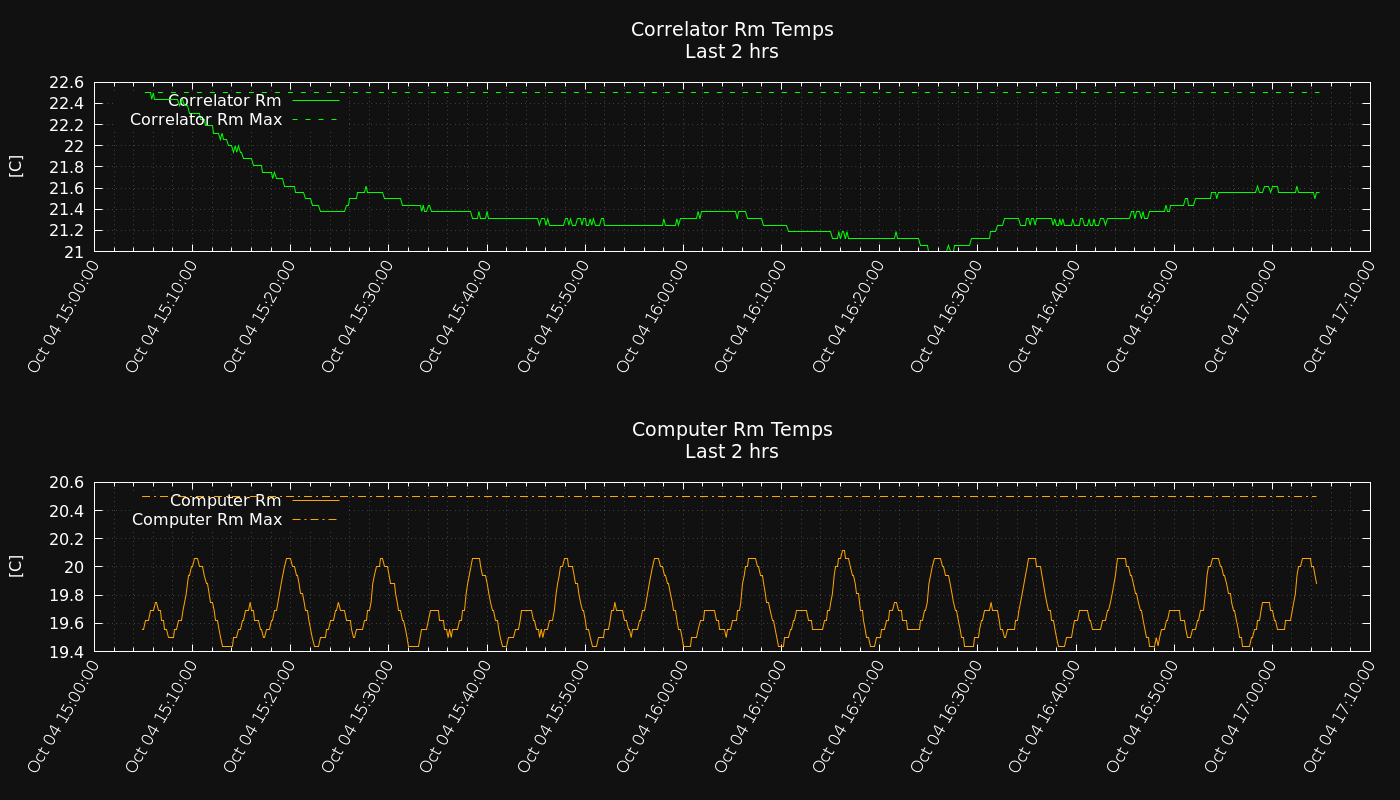 Correlator Rm Temps
Last 2 hrs
22.6
22.4
22.2
22
21.8
21.6
21.4
21.2
21
[C]
Correlator Rm
Correlator Rm Max
Oct 04 15:00:00
Oct 04 15:10:00
Oct 04 15:20:00
Oct 04 15:30:00
Oct 04 15:40:00
Oct 04 15:50:00
Oct 04 16:00:00
Oct 04 16:10:00
Oct 04 16:20:00
Oct 04 16:30:00
Oct 04 16:40:00
Oct 04 16:50:00
Oct 04 17:00:00
Oct 04 17:10:00
Computer Rm Temps
Last 2 hrs
20.6
20.4
20.2
20
19.8
19.6
19.4
[C]
Computer Rm
Computer Rm Max
Oct 04 15:00:00
Oct 04 15:10:00
Oct 04 15:20:00
Oct 04 15:30:00
Oct 04 15:40:00
Oct 04 15:50:00
Oct 04 16:00:00
Oct 04 16:10:00
Oct 04 16:20:00
Oct 04 16:30:00
Oct 04 16:40:00
Oct 04 16:50:00
Oct 04 17:00:00
Oct 04 17:10:00